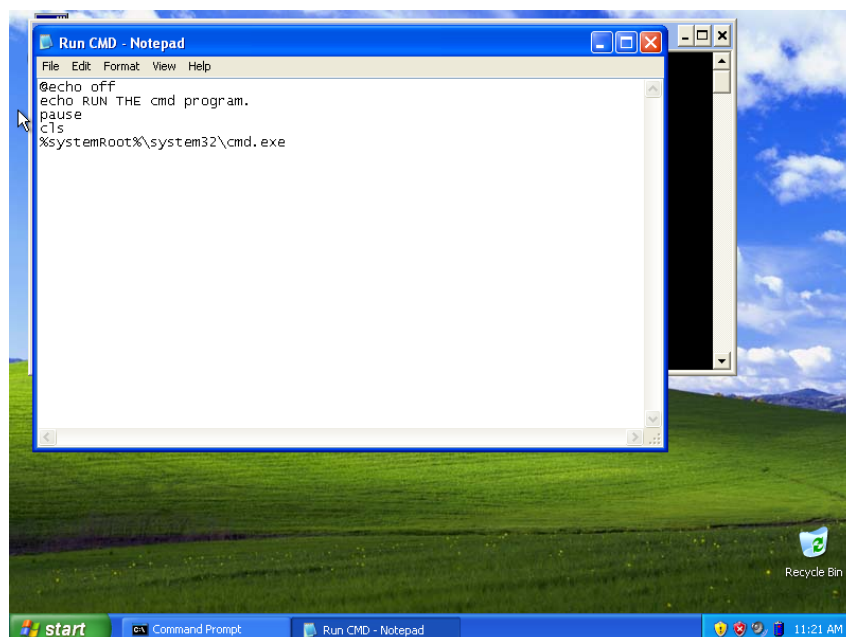 Run CMD - Notepad
File Edit Format View Help
@echo off
echo RUN THE cmd program.
pause
cls
%systemRoot%\system32\cmd.exe
Recycle Bin
start
Command Prompt
Run CMD - Notepad
11:21 AM